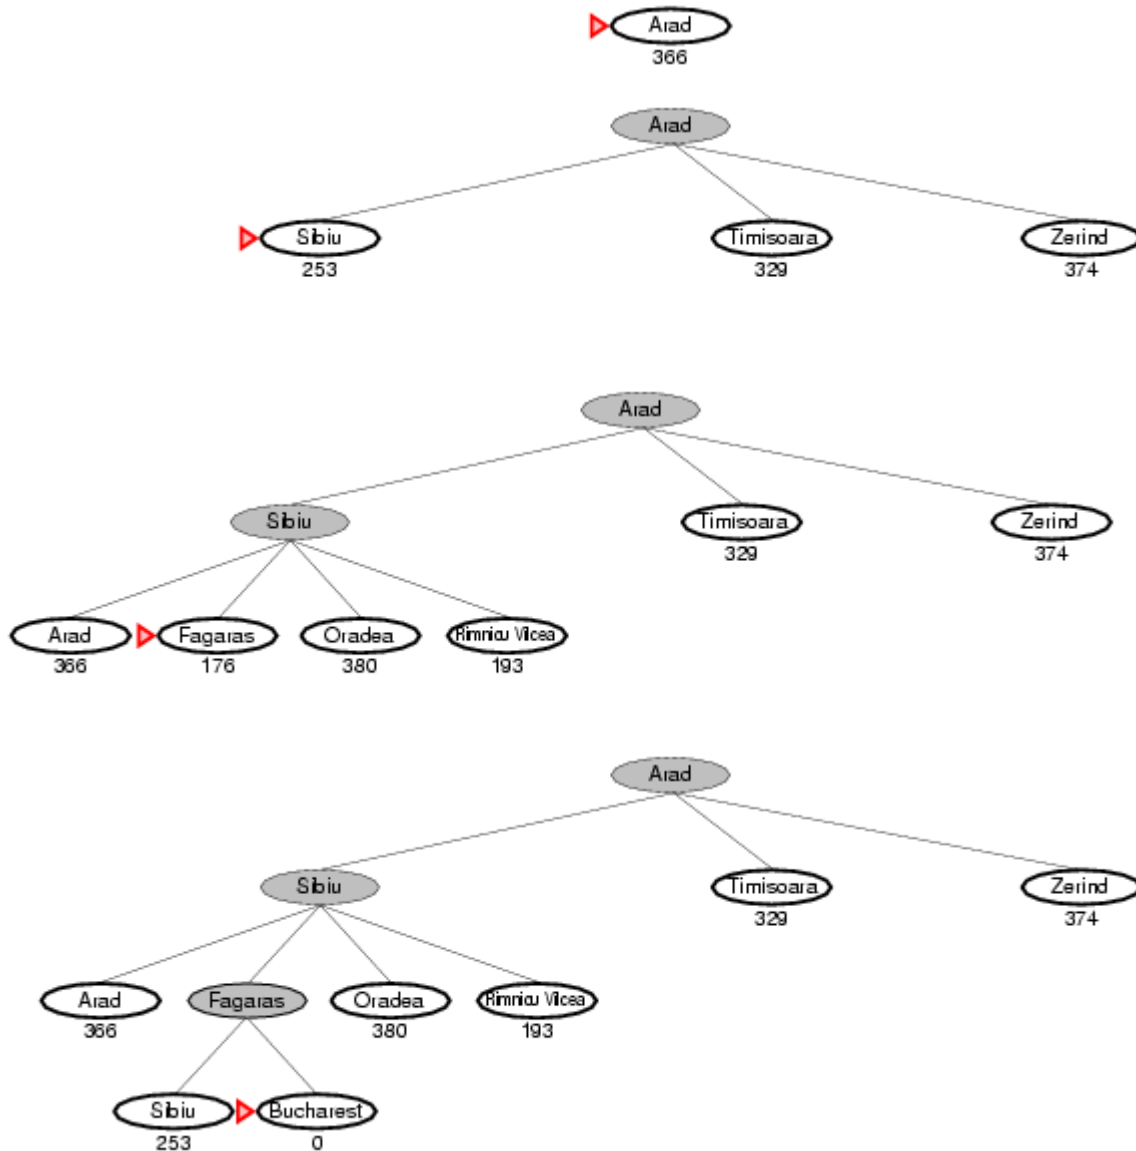 Arad
366
Arad
Sibiu Timisoara Zerind
253 329 374
Arad
Sibiu Timisoara Zerind
329 374
Arad Fagaras Oradea Rimnicu Vilcea
366 176 380 193
Arad
Sibiu Timisoara Zerind
329 374
Arad Fagaras Oradea Rimnicu Vilcea
366 380 193
Sibiu Bucharest
253 0